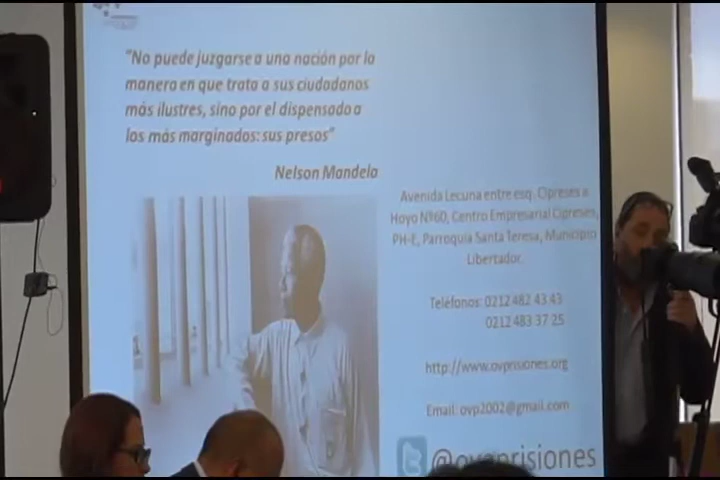 "No puede juzgarse a una nación por la
manera en que trata a sus ciudadanos
más ilustres, sino por el dispensado a
los más marginados: sus presos"
Nelson Mandela
Avenida Lecuna entre esq. Cipreses a
Hoyo Nº60, Centro Empresarial Cipreses,
PH-E, Parroquia Santa Teresa, Municipio
Libertador.
Teléfonos: 0212 482 43 43
0212 483 37 25
http://www.ovprisiones.org
Email: ovp2002@gmail.com
@ovprisiones